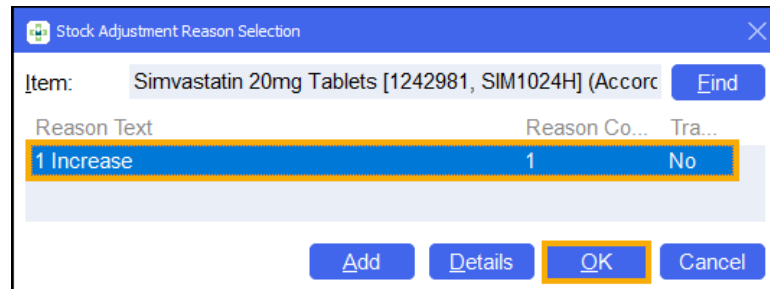 Stock Adjustment Reason Selection
Item: Simvastatin 20mg Tablets [1242981, SIM1024H] (Accorc Find
Reason Text Reason Co... Tra...
1 Increase 1 No
Add Details OK Cancel